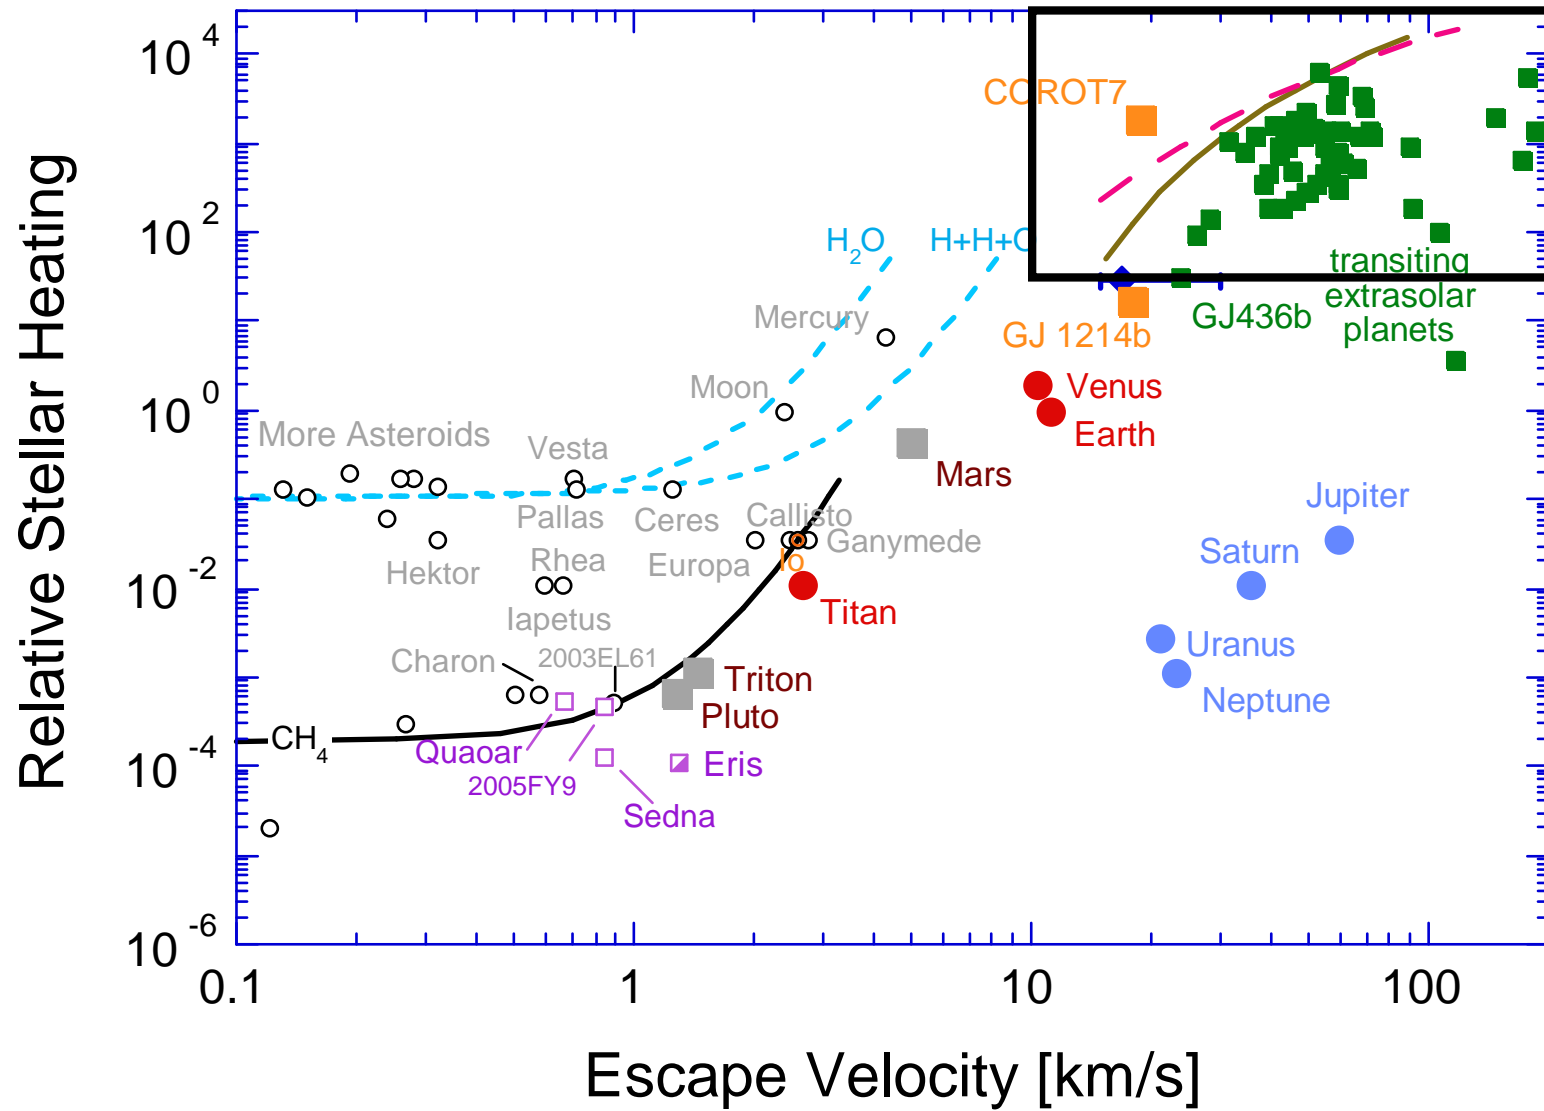 10^4
10^2
10^0
10^-2
10^-4
10^-6
Relative Stellar Heating
COROT7
H2O
H+H+O
transiting
extrasolar
planets
GJ436b
GJ 1214b
Mercury
Moon
Venus
Earth
More Asteroids
Vesta
Mars
Pallas
Ceres
Callisto
Ganymede
Jupiter
Hektor
Rhea
Europa
Io
Saturn
Iapetus
Titan
Uranus
Charon
2003EL61
Triton
Neptune
Pluto
CH4
Quaoar
2005FY9
Eris
Sedna
0.1
1
10
100
Escape Velocity [km/s]